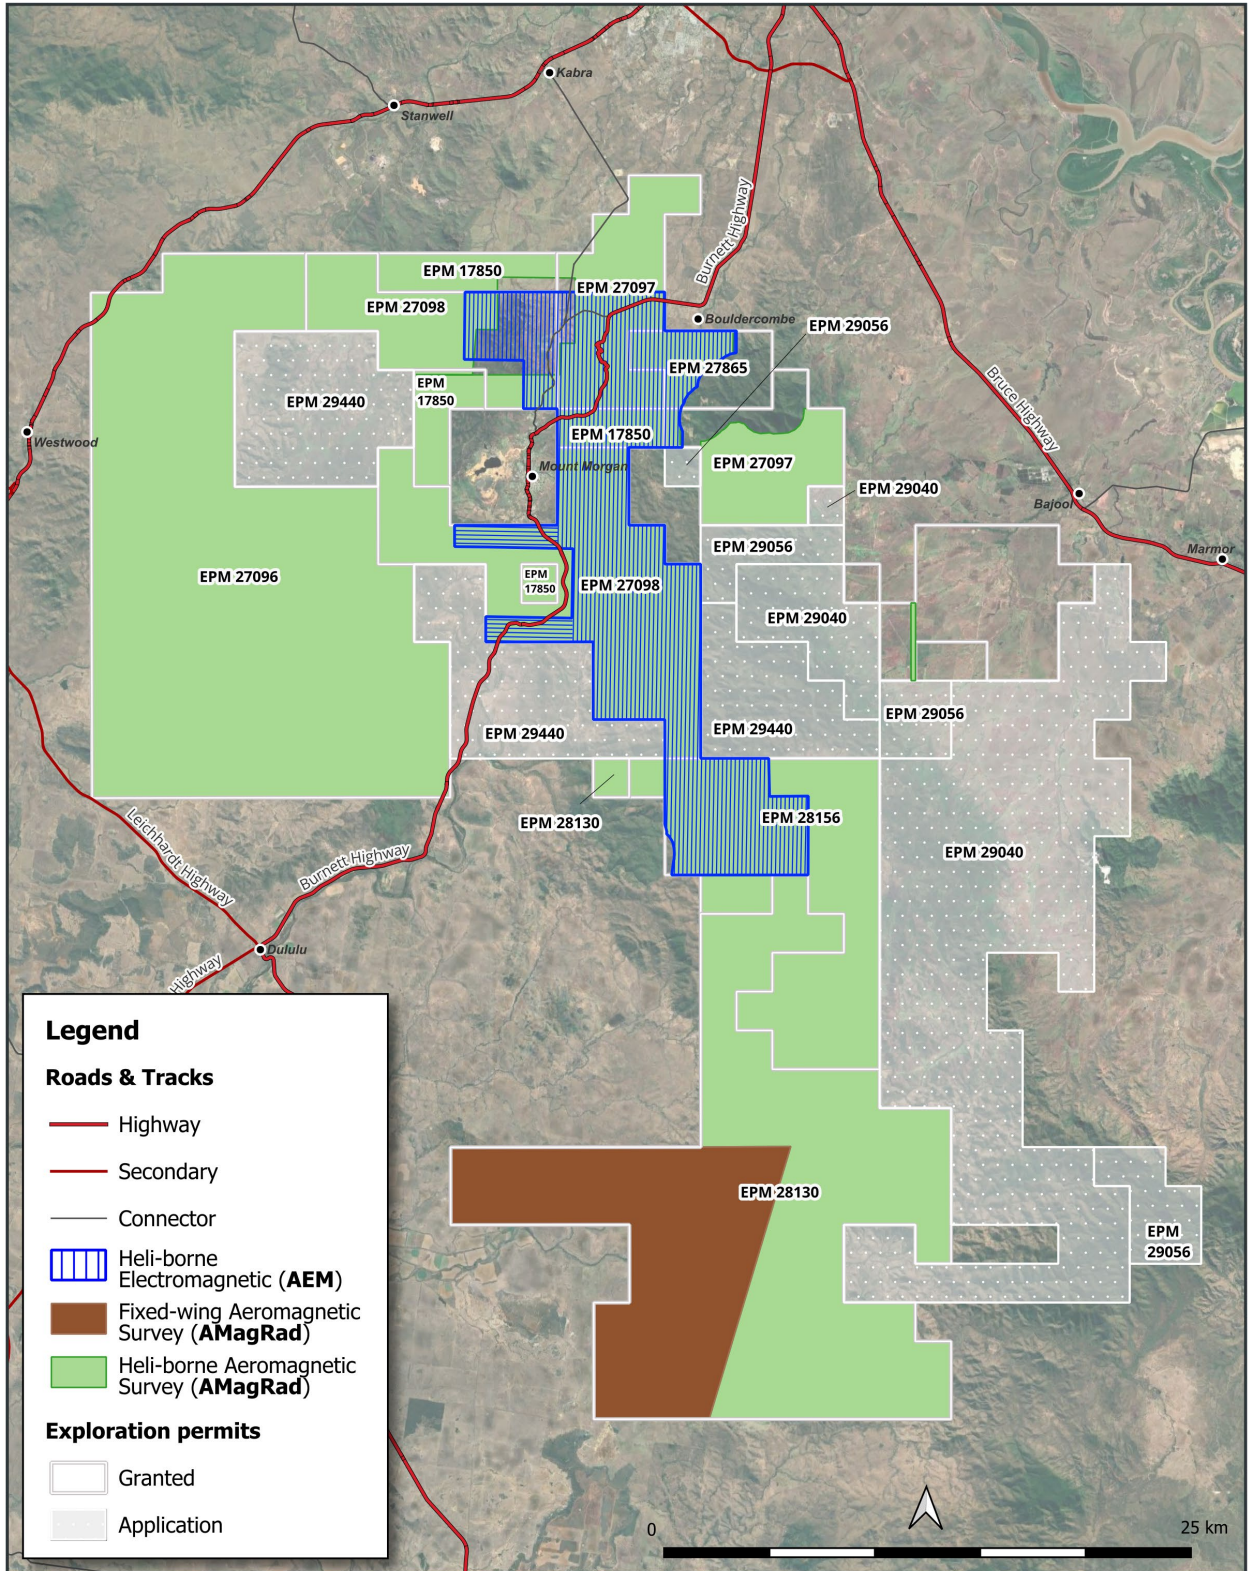 Kabra
Stanwell
Burnett Highway
EPM 17850
EPM 27097
EPM 27098
Bouldercombe
EPM 29056
EPM 27865
EPM
17850
EPM 29440
Bruce Highway
Westwood
EPM 17850
Mount Morgan
EPM 27097
EPM 29040
Bajool
EPM 29056
Marmor
EPM 27096
EPM
17850
EPM 27098
EPM 29040
EPM 29056
EPM 29440
EPM 29440
EPM 28130
EPM 28156
Leichhardt Highway
Burnett Highway
EPM 29040
Dululu
Highway
Legend
Roads & Tracks
Highway
Secondary
Connector
Heli-borne
Electromagnetic (AEM)
Fixed-wing Aeromagnetic
Survey (AMagRad)
Heli-borne Aeromagnetic
Survey (AMagRad)
Exploration permits
Granted
Application
EPM 28130
EPM
29056
0
25 km